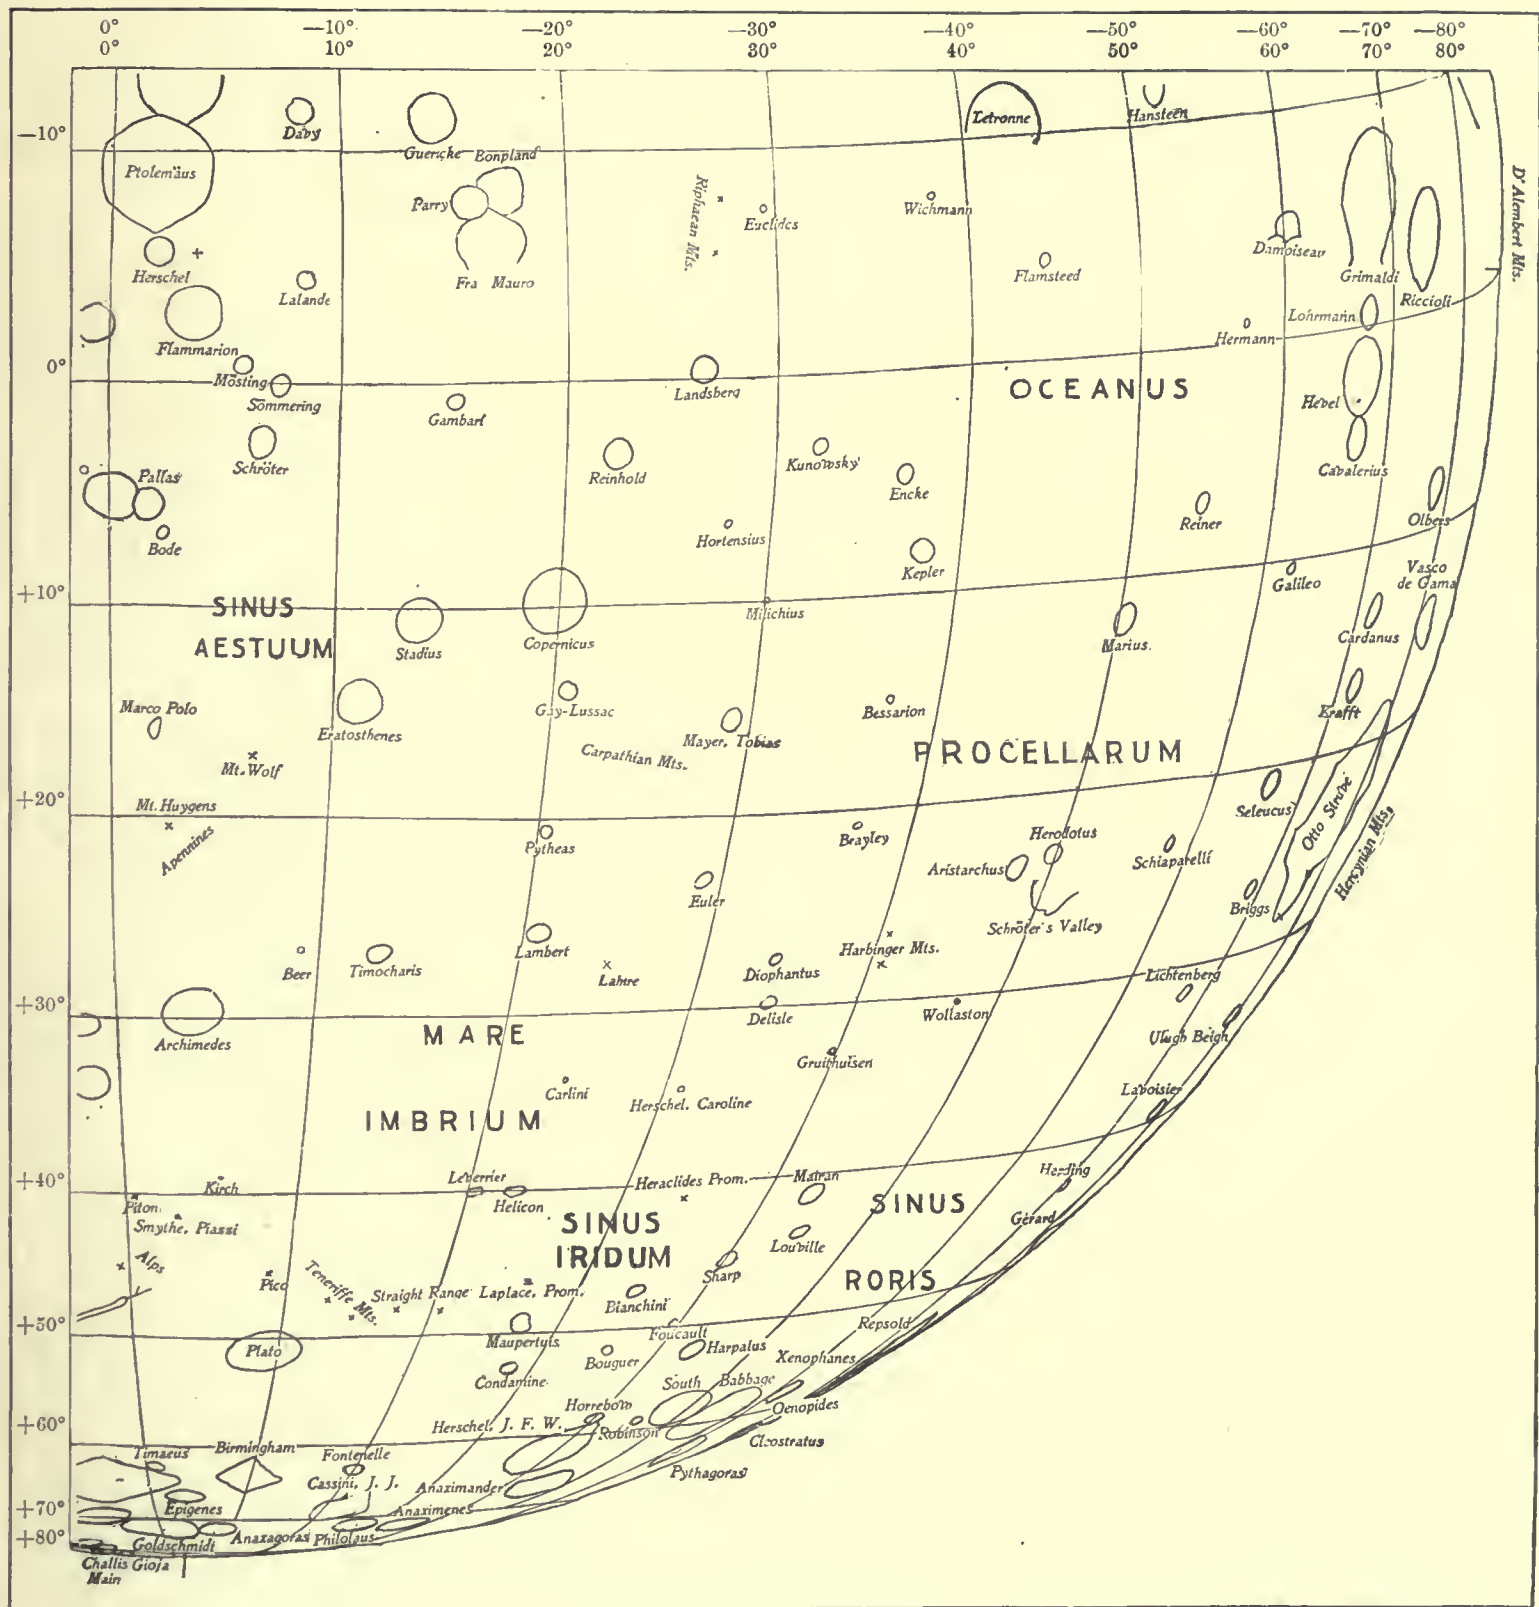 0° —10° —20° —30° —40° —50° —60° —70° —80°
0° 10° 20° 30° 40° 50° 60° 70° 80°
Davy
Letronne
Hansteen
—10°
Guericke
Bonpland
Ptolemäus
Parry
Riphaean Mts.
Euclides
Wichmann
D'Alembert Mts.
Herschel
Lalande
Fra Mauro
Flamsteed
Damoiseau
Grimaldi
Riccioli
Flammarion
Lohrmann
Hermann
0°
Mösting
Sömmering
Landsberg
OCEANUS
Gambart
Hevel
Schröter
Reinhold
Kunowsky
Cavalerius
Pallas
Encke
Reiner
Olbers
Bode
Hortensius
Kepler
Galileo
Vasco
de Gama
+10°
SINUS
AESTUUM
Milichius
Stadius
Copernicus
Marius.
Cardanus
Marco Polo
Eratosthenes
Gay-Lussac
Bessarion
Krafft
Mayer, Tobias
Carpathian Mts.
PROCELLARUM
Mt. Wolf
+20°
Mt. Huygens
Apennines
Seleucus
Otto Struve
Hercynian Mts.
Pytheas
Brayley
Herodotus
Aristarchus
Schiaparelli
Euler
Briggs
Schröter's Valley
Lambert
Harbinger Mts.
Beer
Timocharis
Lahire
Diophantus
Lichtenberg
+30°
Archimedes
MARE
Delisle
Wollaston
Ulugh Beigh
Gruithuisen
Carlini
Herschel, Caroline
Lavoisier
IMBRIUM
+40°
Kirch
Leverrier
Heraclides Prom.
Mairan
Harding
Piton
Helicon
SINUS
Smythe, Piazzi
SINUS
IRIDUM
Gérard
Louville
Alps
Pico
Teneriffe Mts.
Straight Range
Laplace, Prom.
Sharp
RORIS
Bianchini
+50°
Plato
Maupertuis
Foucault
Repsold
Bouguer
Harpalus
Xenophanes
Condamine
South
Babbage
Horrebow
Oenopides
+60°
Herschel, J. F. W.
Robinson
Cleostratus
Timaeus
Birmingham
Fontenelle
Pythagoras
Cassini, J. J.
Anaximander
+70°
Epigenes
Anaximenes
+80°
Goldschmidt
Anaxagoras
Philolaus
Challis
Gioja
Main